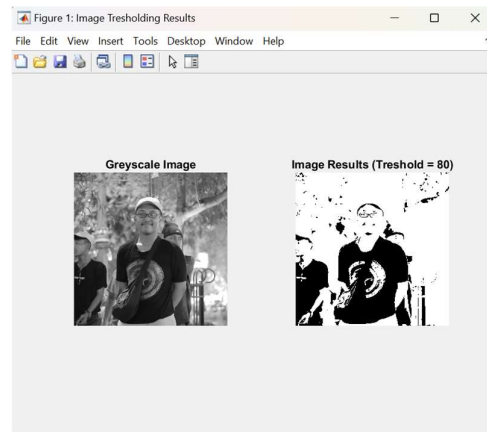 Figure 1: Image Tresholding Results
File Edit View Insert Tools Desktop Window Help
Greyscale Image
Image Results (Treshold = 80)